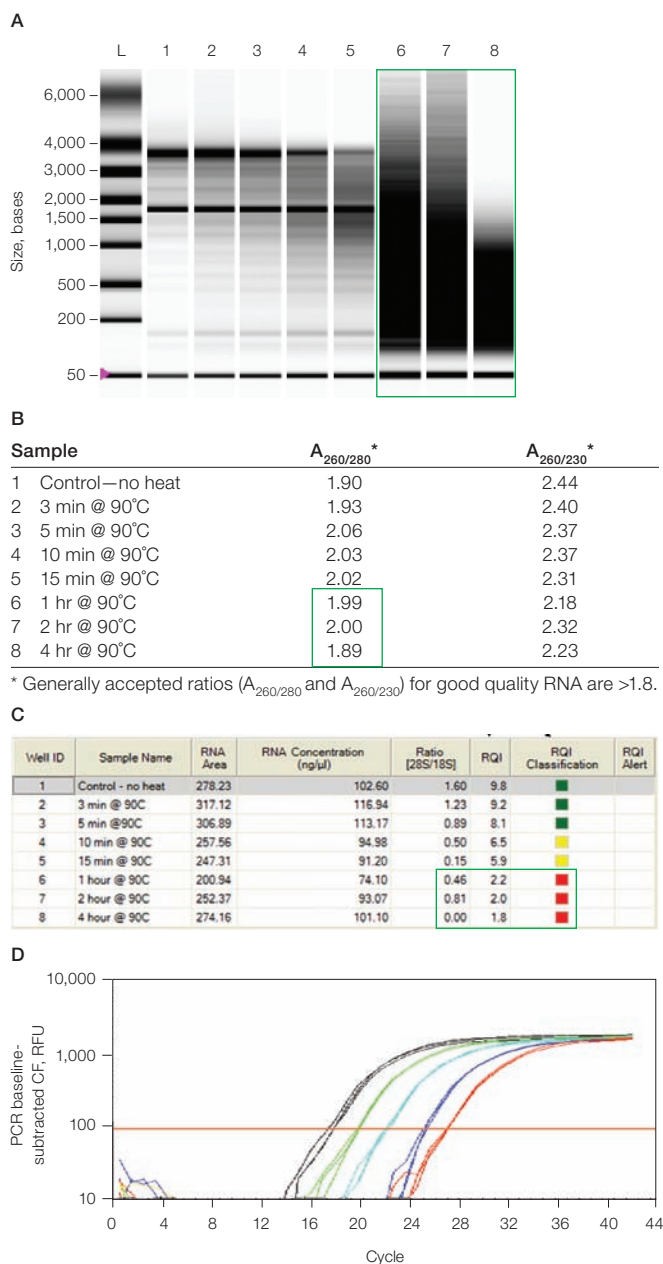 A
L 1 2 3 4 5 6 7 8
6,000
4,000
3,000
2,000
1,500
1,000
500
200
50
Size, bases
B
Sample A260/280* A260/230*
1 Control—no heat 1.90 2.44
2 3 min @ 90°C 1.93 2.40
3 5 min @ 90°C 2.06 2.37
4 10 min @ 90°C 2.03 2.37
5 15 min @ 90°C 2.02 2.31
6 1 hr @ 90°C 1.99 2.18
7 2 hr @ 90°C 2.00 2.32
8 4 hr @ 90°C 1.89 2.23
* Generally accepted ratios (A260/280 and A260/230) for good quality RNA are >1.8.
C
Well ID Sample Name RNA Area RNA Concentration (ng/µl) Ratio [28S/18S] RQI RQI Classification RQI Alert
1 Control - no heat 278.23 102.60 1.60 9.8
2 3 min @ 90C 317.12 116.94 1.23 9.2
3 5 min @90C 306.89 113.17 0.89 8.1
4 10 min @ 90C 257.56 94.98 0.50 6.5
5 15 min @ 90C 247.31 91.20 0.15 5.9
6 1 hour @ 90C 200.94 74.10 0.46 2.2
7 2 hour @ 90C 252.37 93.07 0.81 2.0
8 4 hour @ 90C 274.16 101.10 0.00 1.8
D
10,000
1,000
100
10
PCR baseline-
subtracted CF, RFU
0 4 8 12 16 20 24 28 32 36 40 44
Cycle